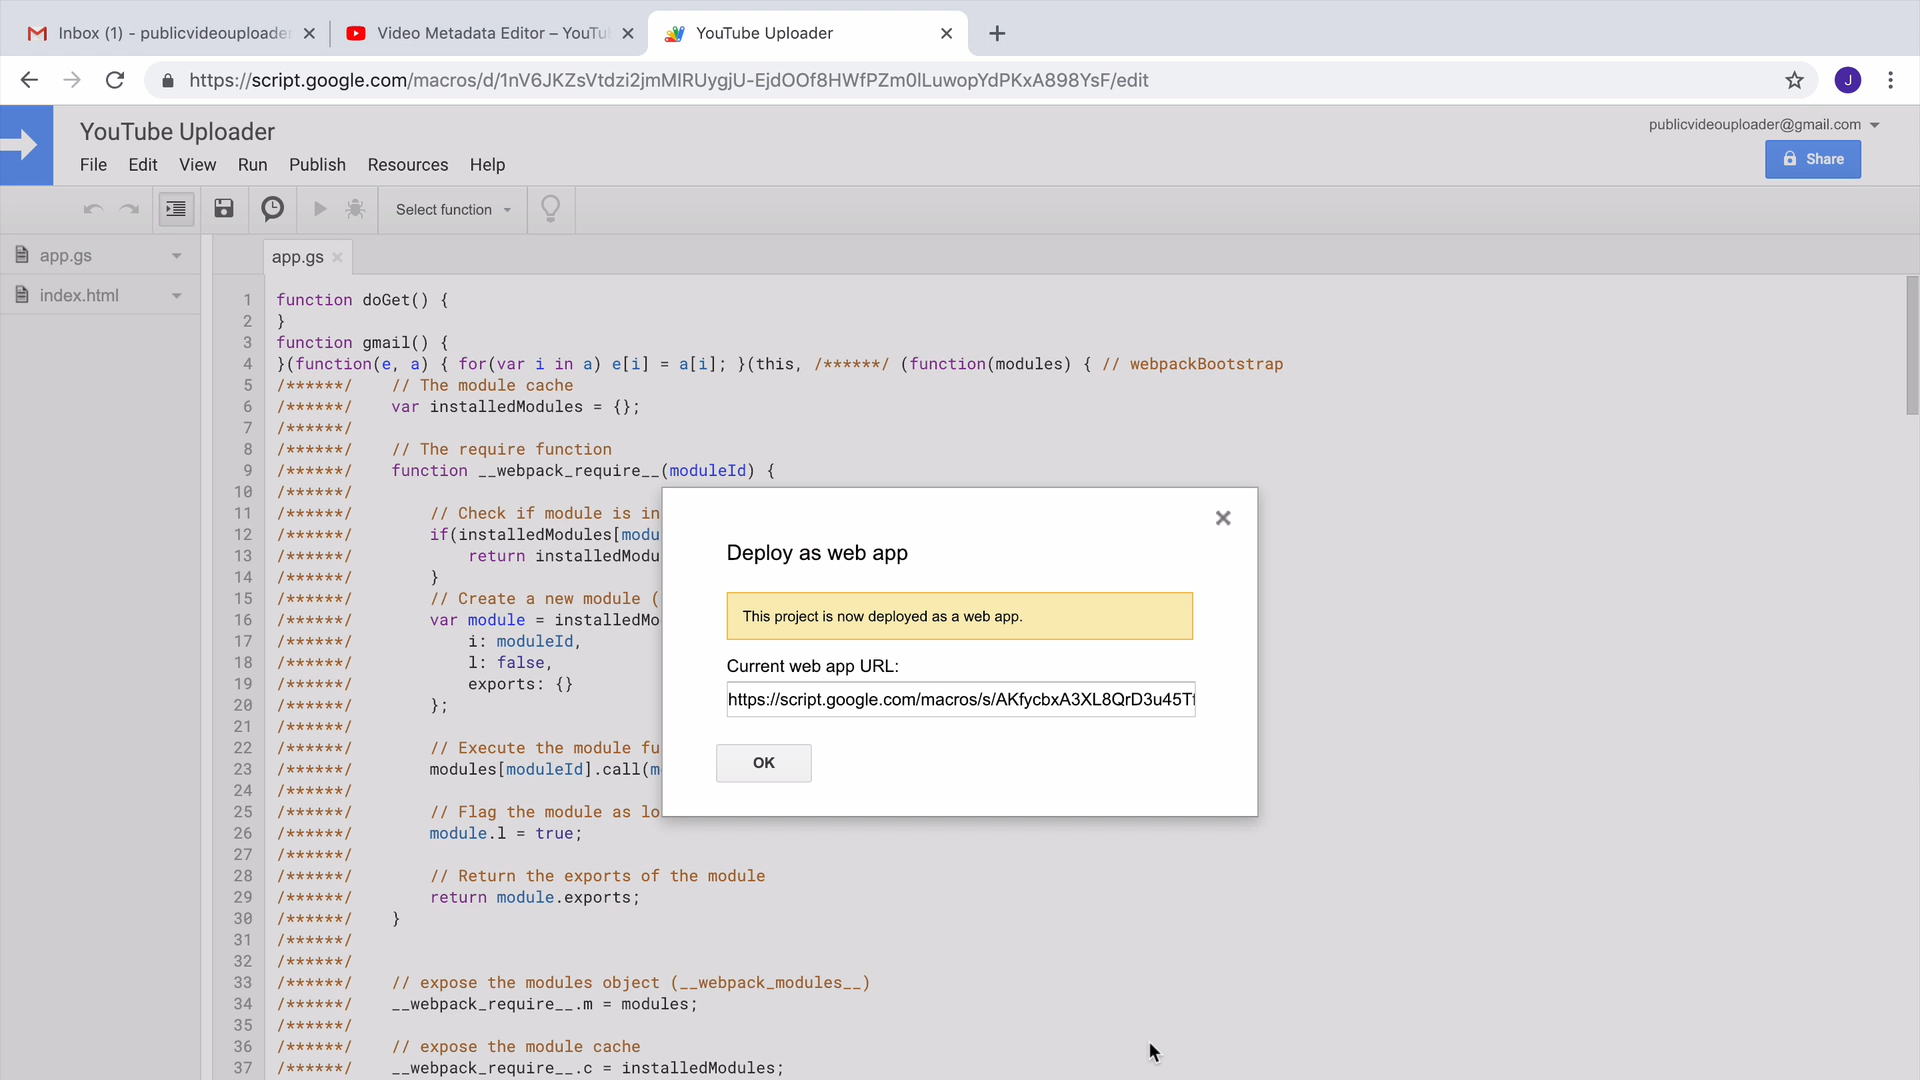 Inbox (1) - publicvideouploade
Video Metadata Editor – YouTu
YouTube Uploader
https://script.google.com/macros/d/1nV6JKZsVtdzi2jmMIRUygjU-EjdOOf8HWfPZm0lLuwopYdPKxA898YsF/edit
J
YouTube Uploader
publicvideouploader@gmail.com
File Edit View Run Publish Resources Help
Share
Select function
app.gs
index.html
app.gs
1 function doGet() {
2 }
3 function gmail() {
4 }(function(e, a) { for(var i in a) e[i] = a[i]; }(this, /******/ (function(modules) { // webpackBootstrap
5 /******/ // The module cache
6 /******/ var installedModules = {};
7 /******/
8 /******/ // The require function
9 /******/ function __webpack_require__(moduleId) {
10 /******/
11 /******/ // Check if module is in
12 /******/ if(installedModules[modu
13 /******/ return installedModu
14 /******/ }
15 /******/ // Create a new module (
16 /******/ var module = installedMo
17 /******/ i: moduleId,
18 /******/ l: false,
19 /******/ exports: {}
20 /******/ };
21 /******/
22 /******/ // Execute the module fu
23 /******/ modules[moduleId].call(m
24 /******/
25 /******/ // Flag the module as lo
26 /******/ module.l = true;
27 /******/
28 /******/ // Return the exports of the module
29 /******/ return module.exports;
30 /******/ }
31 /******/
32 /******/
33 /******/ // expose the modules object (__webpack_modules__)
34 /******/ __webpack_require__.m = modules;
35 /******/
36 /******/ // expose the module cache
37 /******/ __webpack_require__.c = installedModules;
Deploy as web app
This project is now deployed as a web app.
Current web app URL:
https://script.google.com/macros/s/AKfycbxA3XL8QrD3u45T
OK